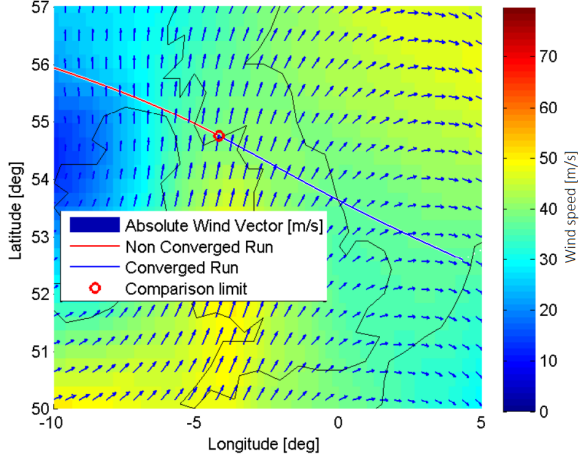 57
56
55
54
53
52
51
50
Latitude [deg]
-10
-5
0
5
Longitude [deg]
Absolute Wind Vector [m/s]
Non Converged Run
Converged Run
Comparison limit
70
60
50
40
30
20
10
0
Wind speed [m/s]